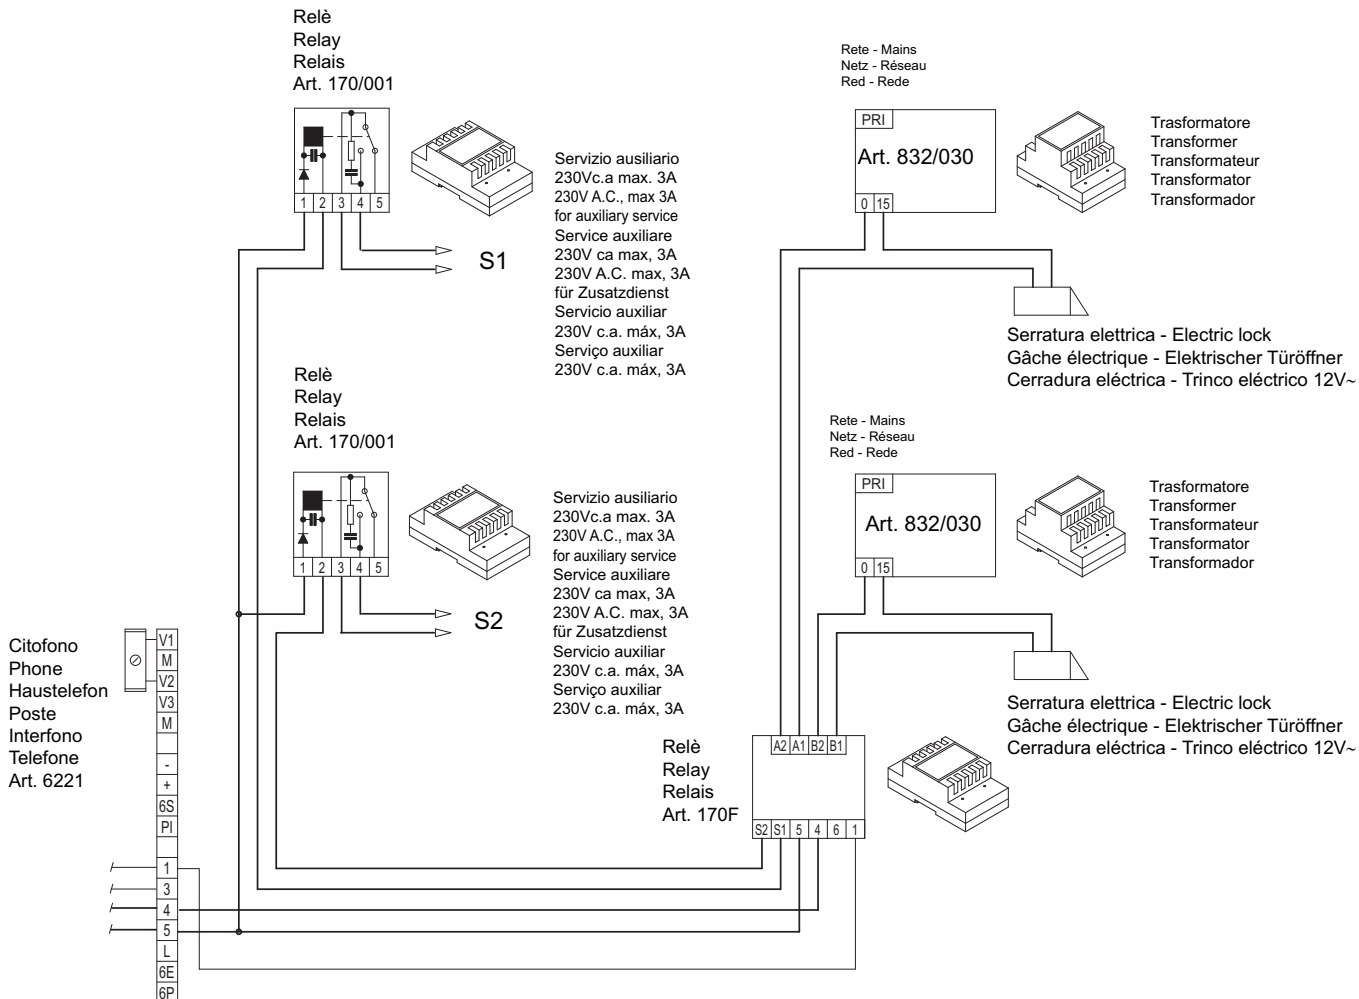 Relè
Relay
Relais
Art. 170/001
1 2 3 4 5
S1
Servizio ausiliario
230Vc.a max. 3A
230V A.C., max 3A
for auxiliary service
Service auxiliare
230V ca max, 3A
230V A.C. max, 3A
für Zusatzdienst
Servicio auxiliar
230V c.a. máx, 3A
Serviço auxiliar
230V c.a. máx, 3A
Rete - Mains
Netz - Réseau
Red - Rede
PRI
Art. 832/030
0 15
Trasformatore
Transformer
Transformateur
Transformator
Transformador
Serratura elettrica - Electric lock
Gâche électrique - Elektrischer Türöffner
Cerradura eléctrica - Trinco eléctrico 12V~
Relè
Relay
Relais
Art. 170/001
1 2 3 4 5
S2
Servizio ausiliario
230Vc.a max. 3A
230V A.C., max 3A
for auxiliary service
Service auxiliare
230V ca max, 3A
230V A.C. max, 3A
für Zusatzdienst
Servicio auxiliar
230V c.a. máx, 3A
Serviço auxiliar
230V c.a. máx, 3A
Rete - Mains
Netz - Réseau
Red - Rede
PRI
Art. 832/030
0 15
Trasformatore
Transformer
Transformateur
Transformator
Transformador
Serratura elettrica - Electric lock
Gâche électrique - Elektrischer Türöffner
Cerradura eléctrica - Trinco eléctrico 12V~
Citofono
Phone
Haustelefon
Poste
Interfono
Telefone
Art. 6221
V1
M
V2
V3
M
-
+
6S
PI
1
3
4
5
L
6E
6P
Relè
Relay
Relais
Art. 170F
A2 A1 B2 B1
S2 S1 5 4 6 1